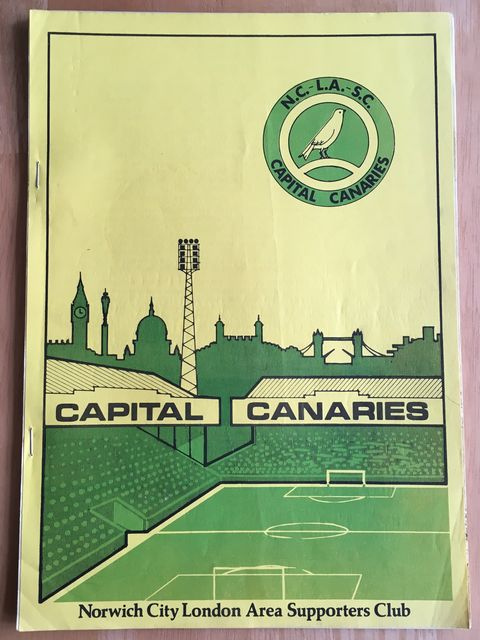 N.C.-L.A.-S.C.
CAPITAL CANARIES
CAPITAL CANARIES
Norwich City London Area Supporters Club